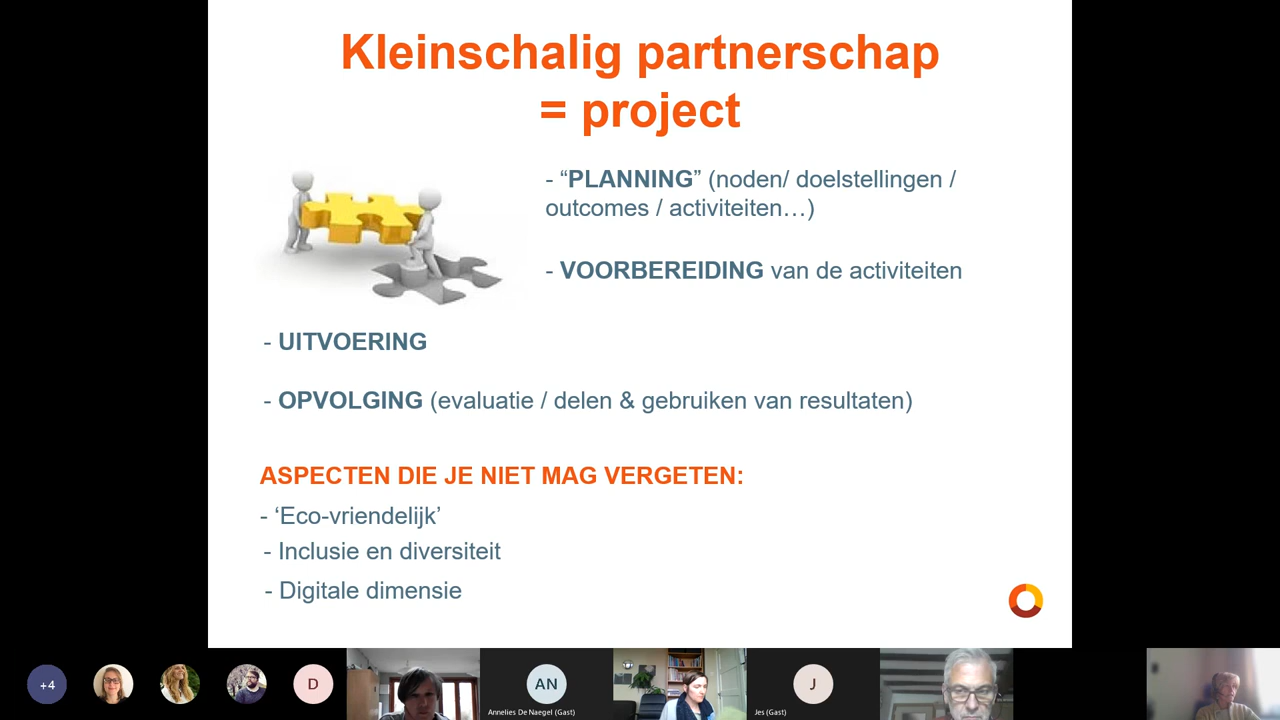 Kleinschalig partnerschap
= project
- “PLANNING” (noden/ doelstellingen /
outcomes / activiteiten…)
- VOORBEREIDING van de activiteiten
- UITVOERING
- OPVOLGING (evaluatie / delen & gebruiken van resultaten)
ASPECTEN DIE JE NIET MAG VERGETEN:
- ‘Eco-vriendelijk’
- Inclusie en diversiteit
- Digitale dimensie
+4
D
AN
Annelies De Naegel (Gast)
J
Jes (Gast)